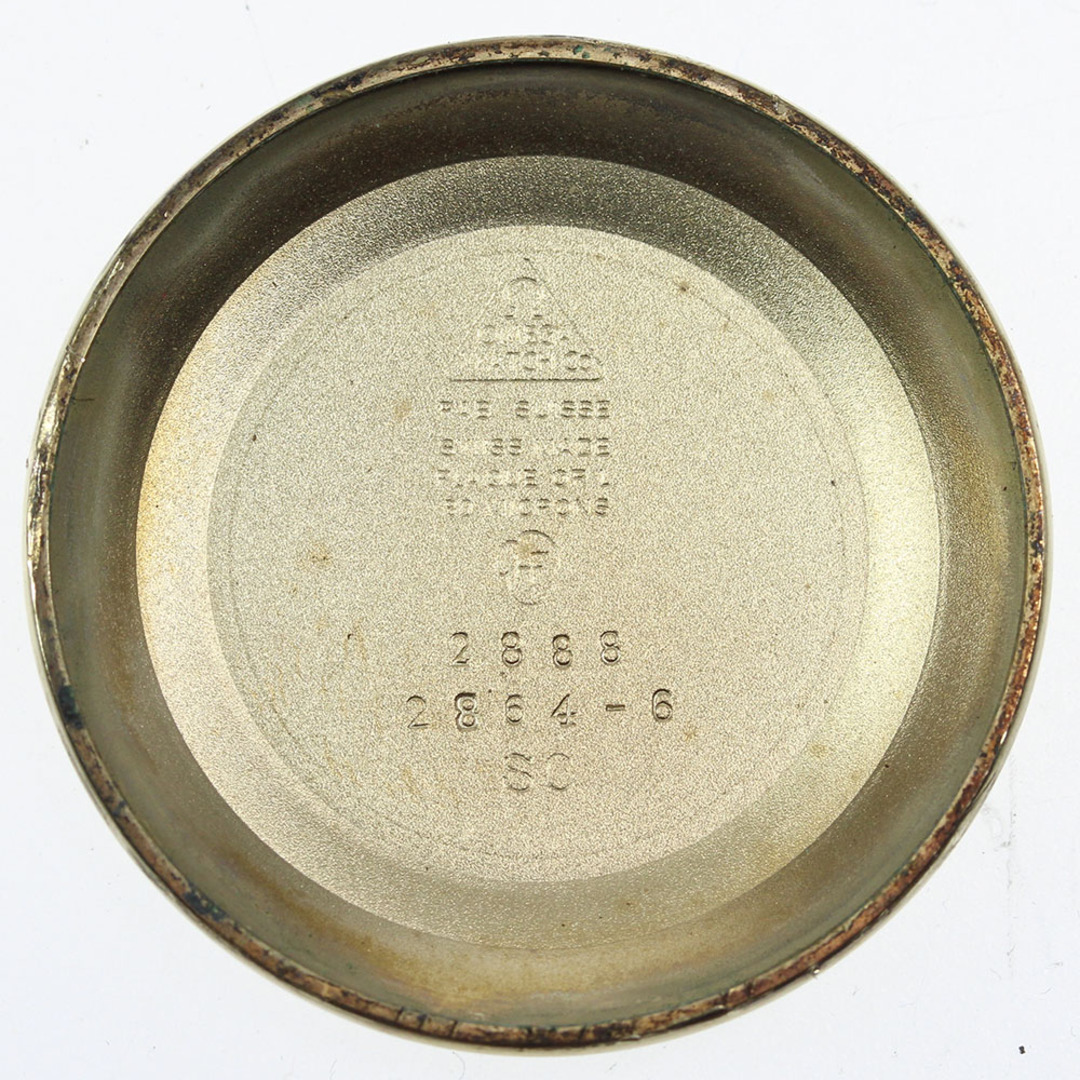 Ω
OMEGA
WATCH CO
FAB. SUISSE
SWISS MADE
PLAQUE OR L
20 MICRONS
2888
2864-6
SC